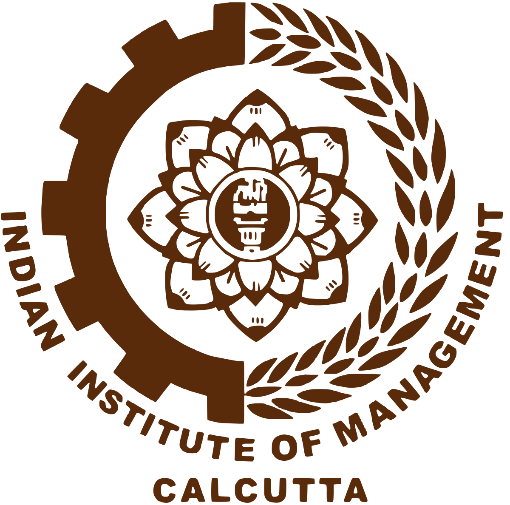 INDIAN INSTITUTE OF MANAGEMENT
CALCUTTA